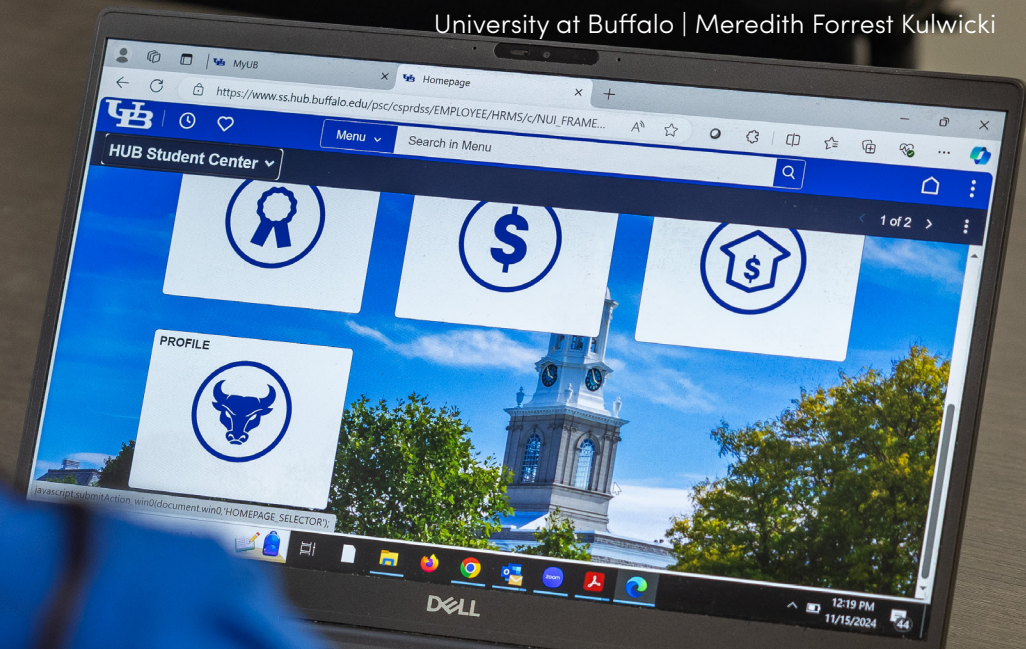 University at Buffalo | Meredith Forrest Kulwicki
MyUB
Homepage
https://www.ss.hub.buffalo.edu/psc/csprdss/EMPLOYEE/HRMS/c/NUI_FRAME...
UB
Menu
Search in Menu
HUB Student Center
1 of 2
$
$
PROFILE
javascript:submitAction_win0(document.win0,'HOMEPAGE_SELECTOR');
zoom
12:19 PM
11/15/2024
44
DELL